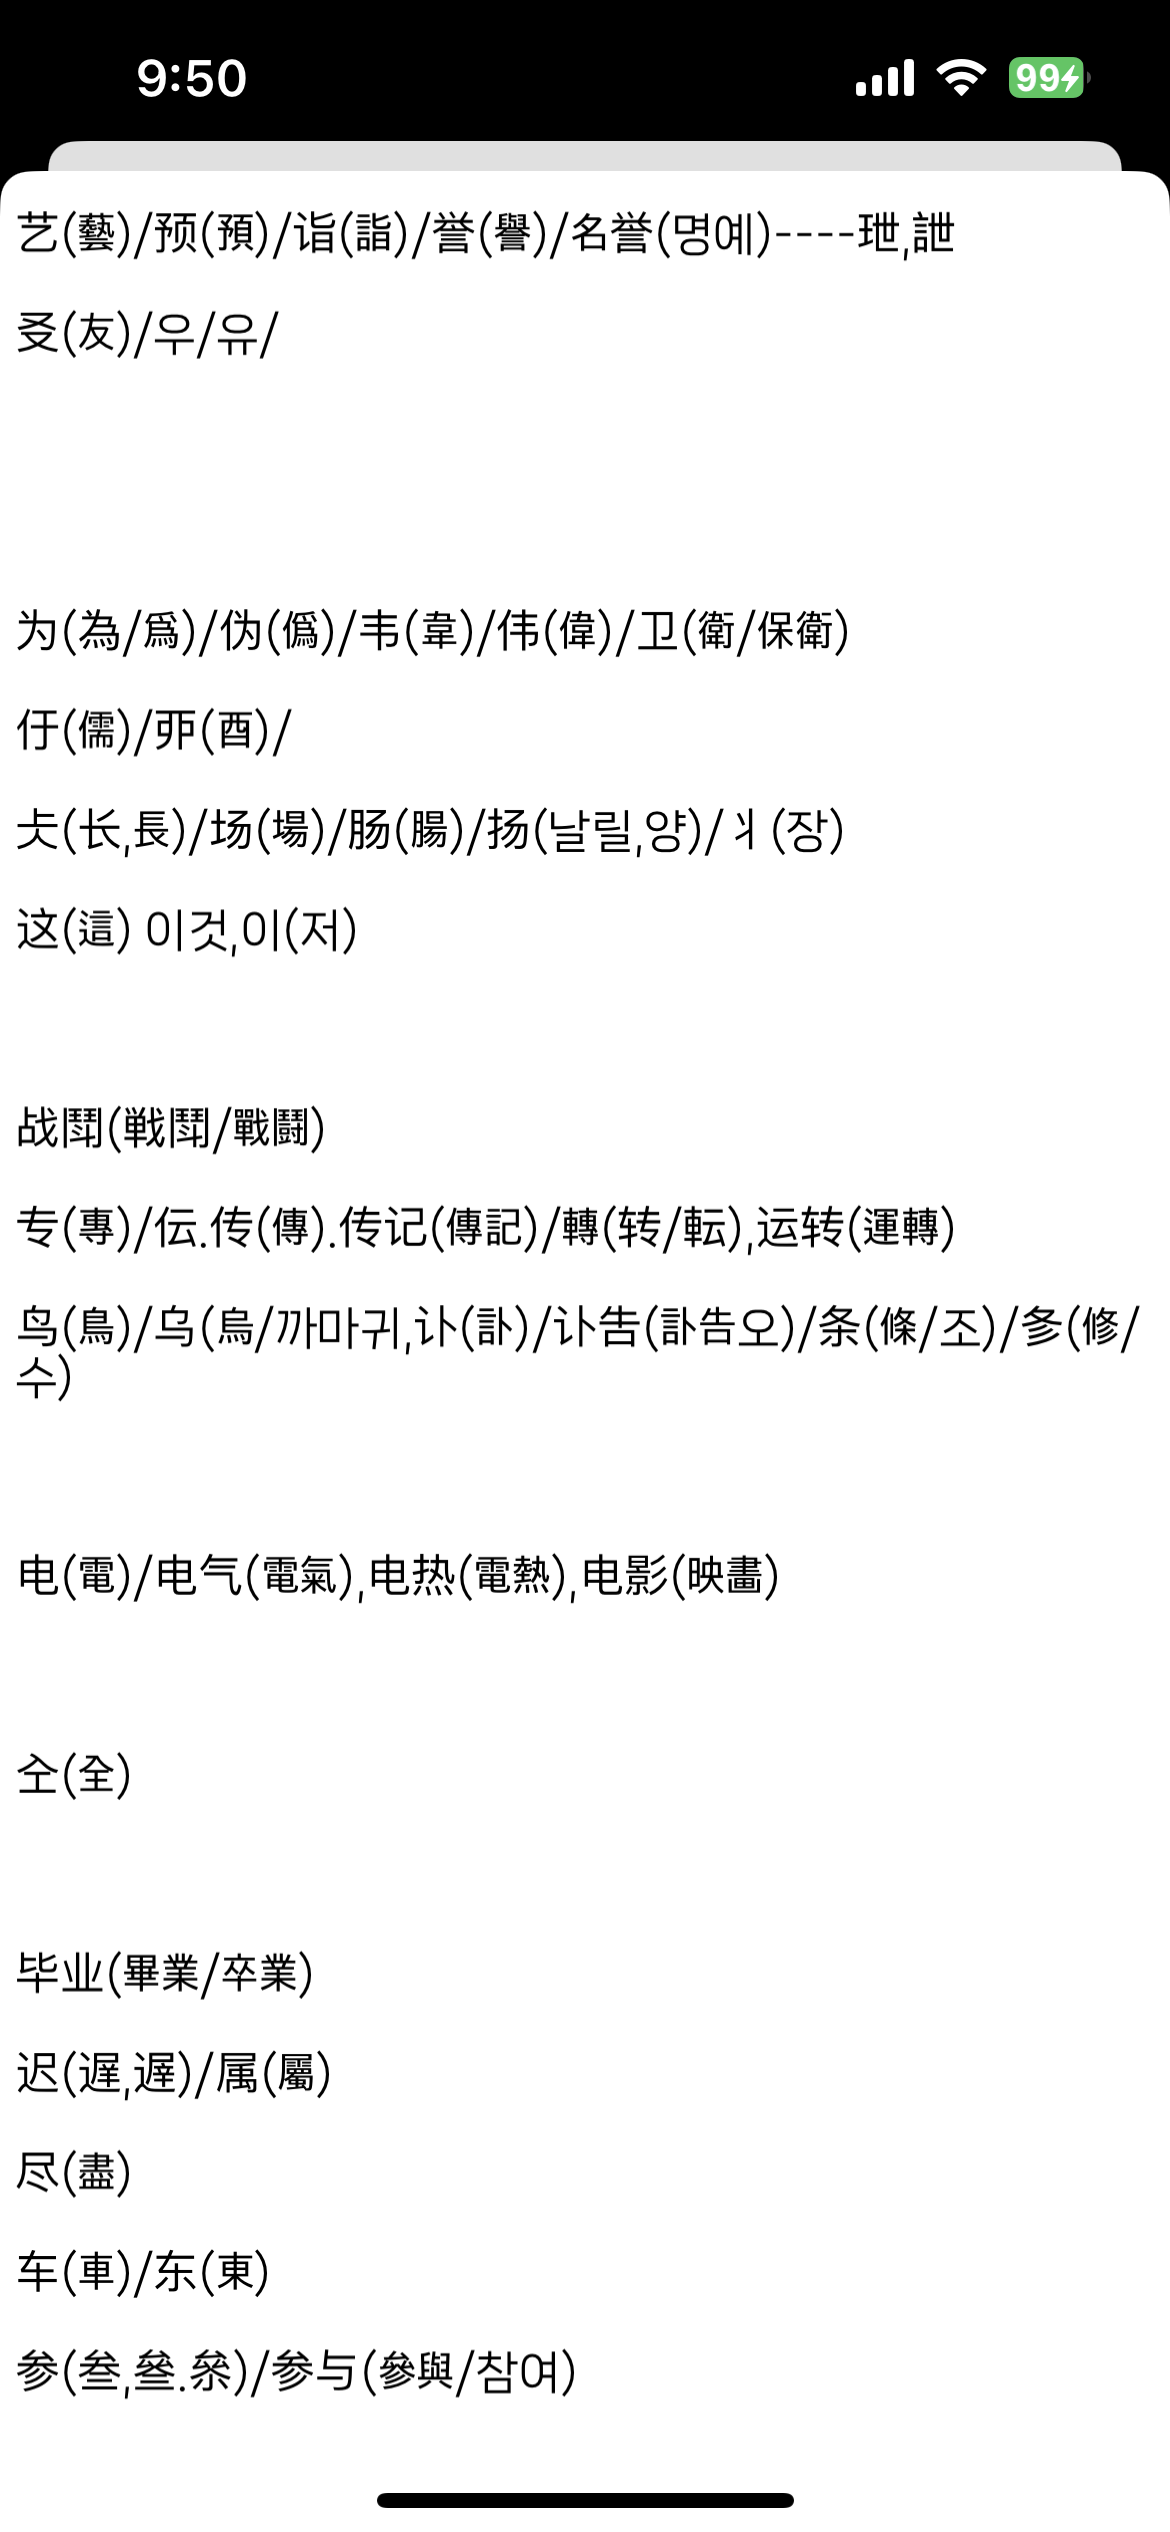 9:50
99
艺(藝)/预(預)/诣(詣)/誉(譽)/名誉(명예)----玴,詍
㕛(友)/우/유/
为(為/爲)/伪(僞)/韦(韋)/伟(偉)/卫(衛/保衛)
㐵(儒)/丣(酉)/
仧(长,長)/场(場)/肠(腸)/扬(날릴,양)/丬(장)
这(這) 이것,이(저)
战鬪(戦鬪/戰鬭)
专(專)/伝.传(傳).传记(傳記)/轉(转/転),运转(運轉)
鸟(鳥)/乌(烏/까마귀,讣(訃)/讣告(訃告오)/条(條/조)/㣊(修/
수)
电(電)/电气(電氣),电热(電熱),电影(映畵)
仝(全)
毕业(畢業/卒業)
迟(遅,遲)/属(屬)
尽(盡)
车(車)/东(東)
参(叁,叄.叅)/参与(參與/참여)